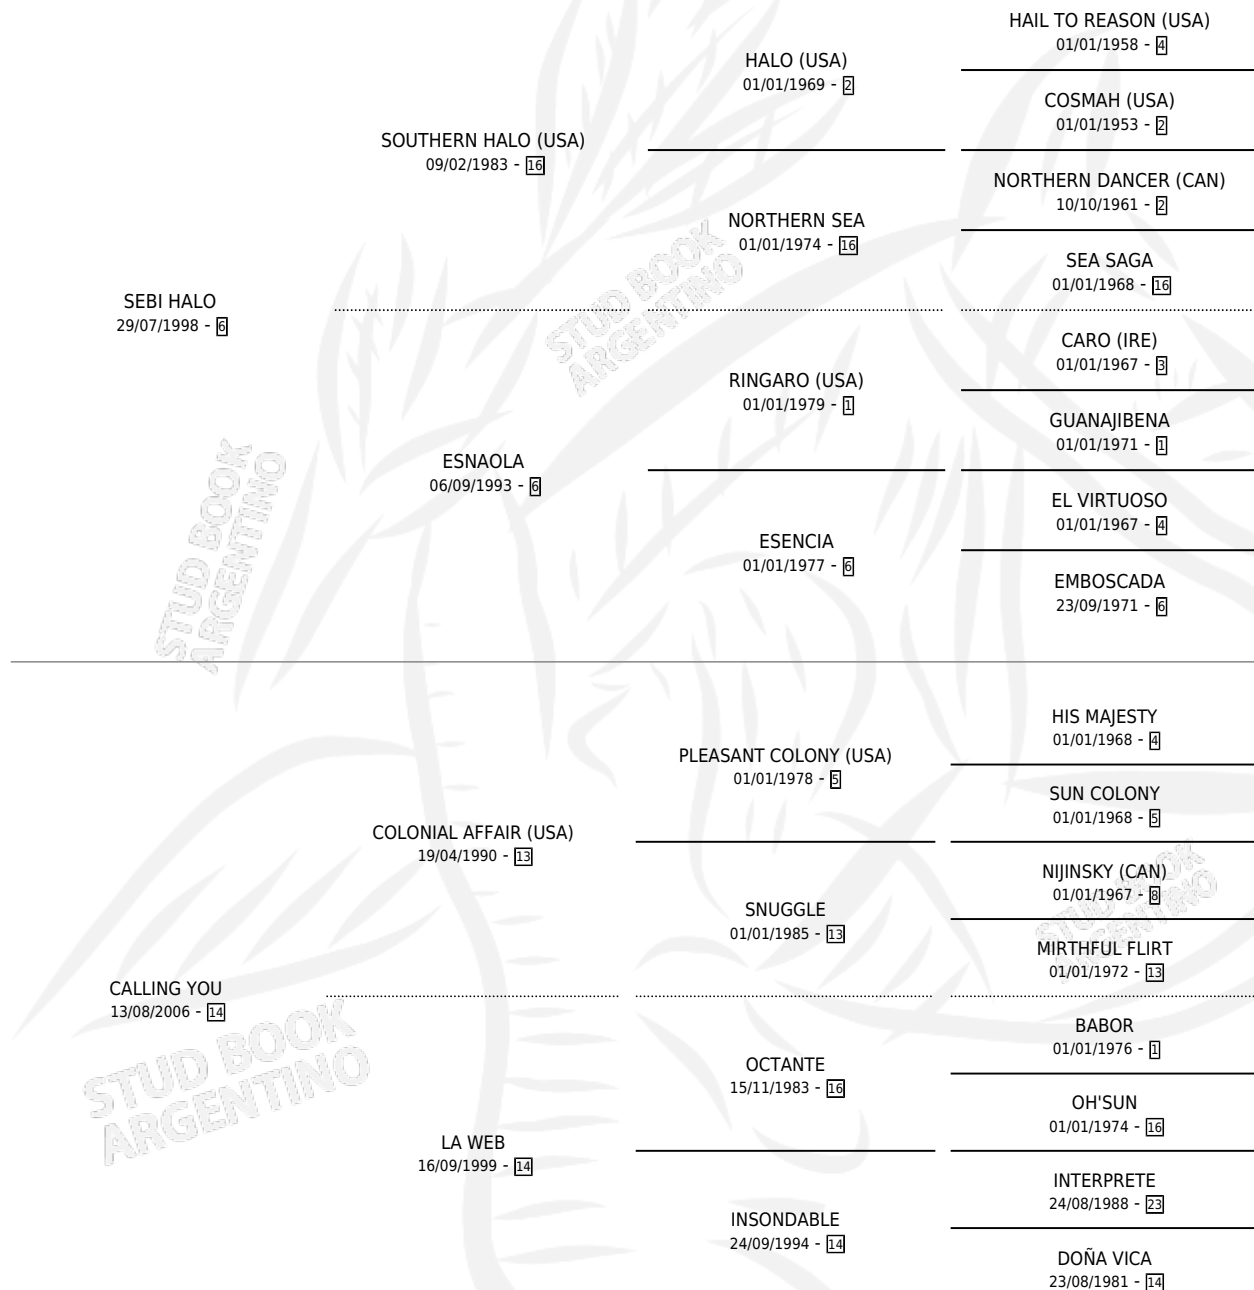 HAIL TO REASON (USA)
01/01/1958 - 4
HALO (USA)
01/01/1969 - 2
COSMAH (USA)
01/01/1953 - 2
SOUTHERN HALO (USA)
09/02/1983 - 16
NORTHERN DANCER (CAN)
10/10/1961 - 2
NORTHERN SEA
01/01/1974 - 16
SEA SAGA
01/01/1968 - 16
SEBI HALO
29/07/1998 - 6
CARO (IRE)
01/01/1967 - 3
RINGARO (USA)
01/01/1979 - 1
GUANAJIBENA
01/01/1971 - 1
ESNAOLA
06/09/1993 - 6
EL VIRTUOSO
01/01/1967 - 4
ESENCIA
01/01/1977 - 6
EMBOSCADA
23/09/1971 - 6
HIS MAJESTY
01/01/1968 - 4
PLEASANT COLONY (USA)
01/01/1978 - 5
SUN COLONY
01/01/1968 - 5
COLONIAL AFFAIR (USA)
19/04/1990 - 13
NIJINSKY (CAN)
01/01/1967 - 8
SNUGGLE
01/01/1985 - 13
MIRTHFUL FLIRT
01/01/1972 - 13
CALLING YOU
13/08/2006 - 14
BABOR
01/01/1976 - 1
OCTANTE
15/11/1983 - 16
OH'SUN
01/01/1974 - 16
LA WEB
16/09/1999 - 14
INTERPRETE
24/08/1988 - 23
INSONDABLE
24/09/1994 - 14
DOÑA VICA
23/08/1981 - 14
STUD BOOK
ARGENTINO
STUD BOOK
ARGENTINO
STUD BOOK
ARGENTINO
STUD BOOK
ARGENTINO